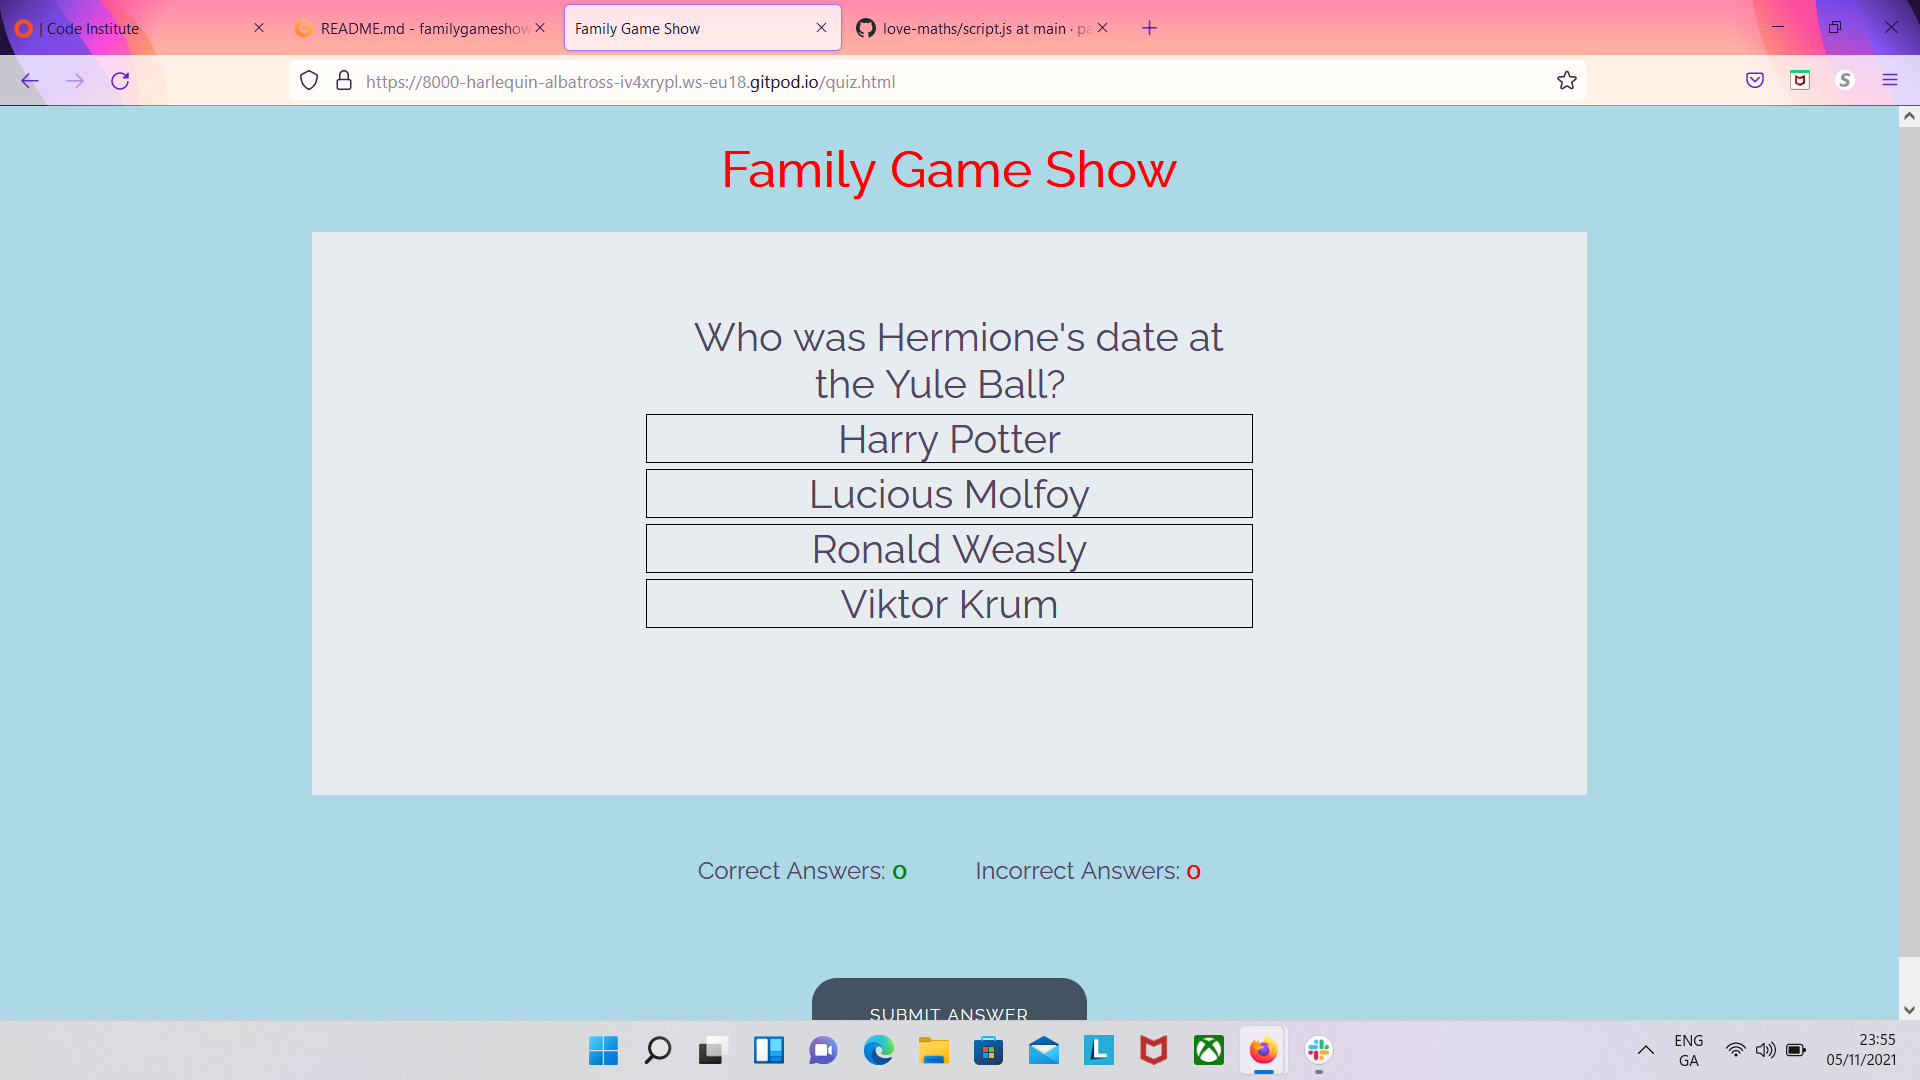 | Code Institute
README.md - familygameshow
Family Game Show
love-maths/script.js at main · pa
https://8000-harlequin-albatross-iv4xrypl.ws-eu18.gitpod.io/quiz.html
Family Game Show
Who was Hermione's date at
the Yule Ball?
Harry Potter
Lucious Molfoy
Ronald Weasly
Viktor Krum
Correct Answers: 0
Incorrect Answers: 0
SUBMIT ANSWER
ENG
GA
23:55
05/11/2021